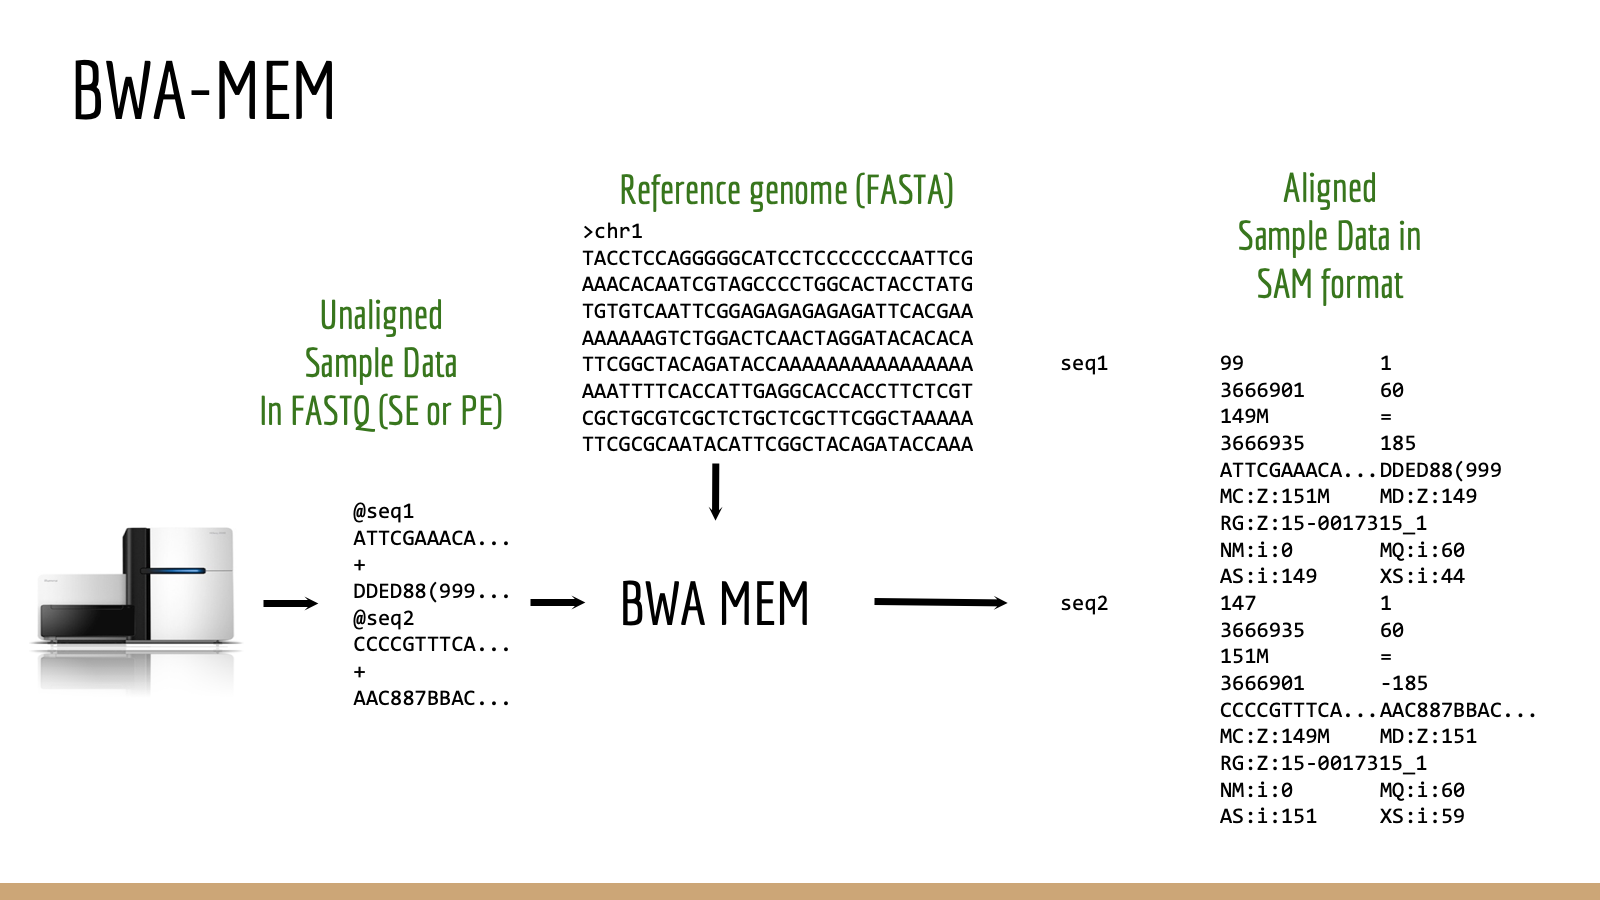 BWA-MEM
Reference genome (FASTA)
>chr1
TACCTCCAGGGGGCATCCTCCCCCCCAATTCG
AAACACAATCGTAGCCCCTGGCACTACCTATG
TGTGTCAATTCGGAGAGAGAGAGATTCACGAA
AAAAAAGTCTGGACTCAACTAGGATACACACA
TTCGGCTACAGATACCAAAAAAAAAAAAAAAA
AAATTTTCACCATTGAGGCACCACCTTCTCGT
CGCTGCGTCGCTCTGCTCGCTTCGGCTAAAAA
TTCGCGCAATACATTCGGCTACAGATACCAAA
Unaligned
Sample Data
In FASTQ (SE or PE)
@seq1
ATTCGAAACA...
+
DDED88(999...
@seq2
CCCCGTTTCA...
+
AAC887BBAC...
BWA MEM
Aligned
Sample Data in
SAM format
seq1 99 1
3666901 60
149M =
3666935 185
ATTCGAAACA...DDED88(999
MC:Z:151M MD:Z:149
RG:Z:15-0017315_1
NM:i:0 MQ:i:60
AS:i:149 XS:i:44
seq2 147 1
3666935 60
151M =
3666901 -185
CCCCGTTTCA...AAC887BBAC...
MC:Z:149M MD:Z:151
RG:Z:15-0017315_1
NM:i:0 MQ:i:60
AS:i:151 XS:i:59